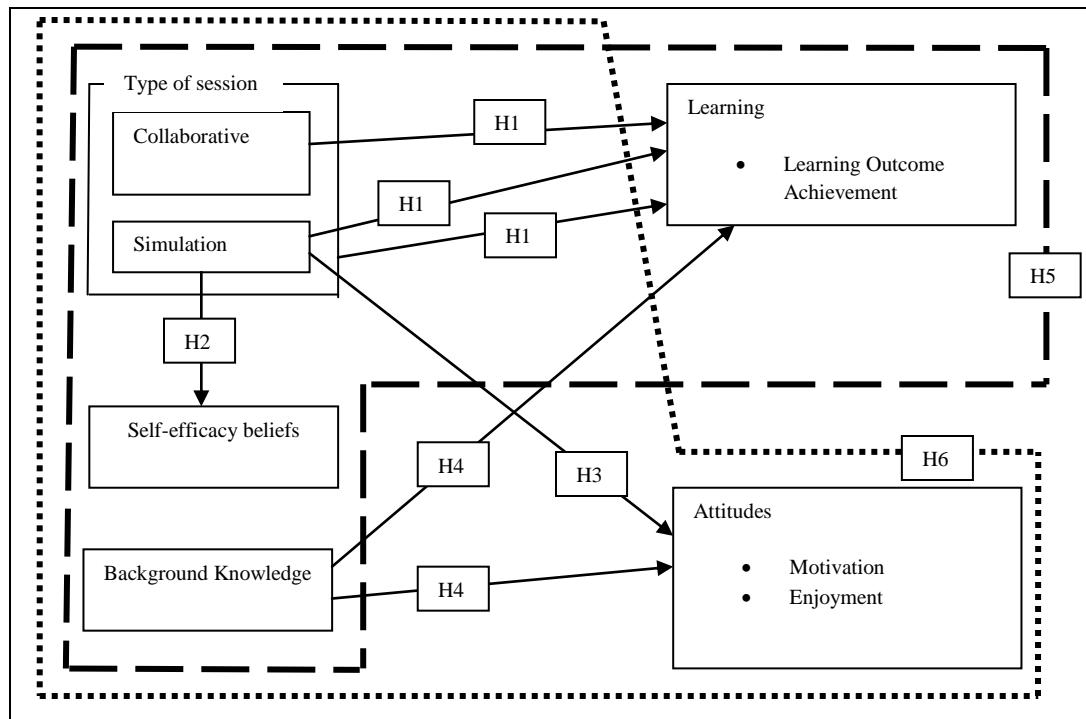 Type of session
Collaborative
Simulation
H1
H1
H1
Learning
• Learning Outcome
Achievement
H5
H2
Self-efficacy beliefs
H4
H3
H6
Background Knowledge
H4
Attitudes
• Motivation
• Enjoyment